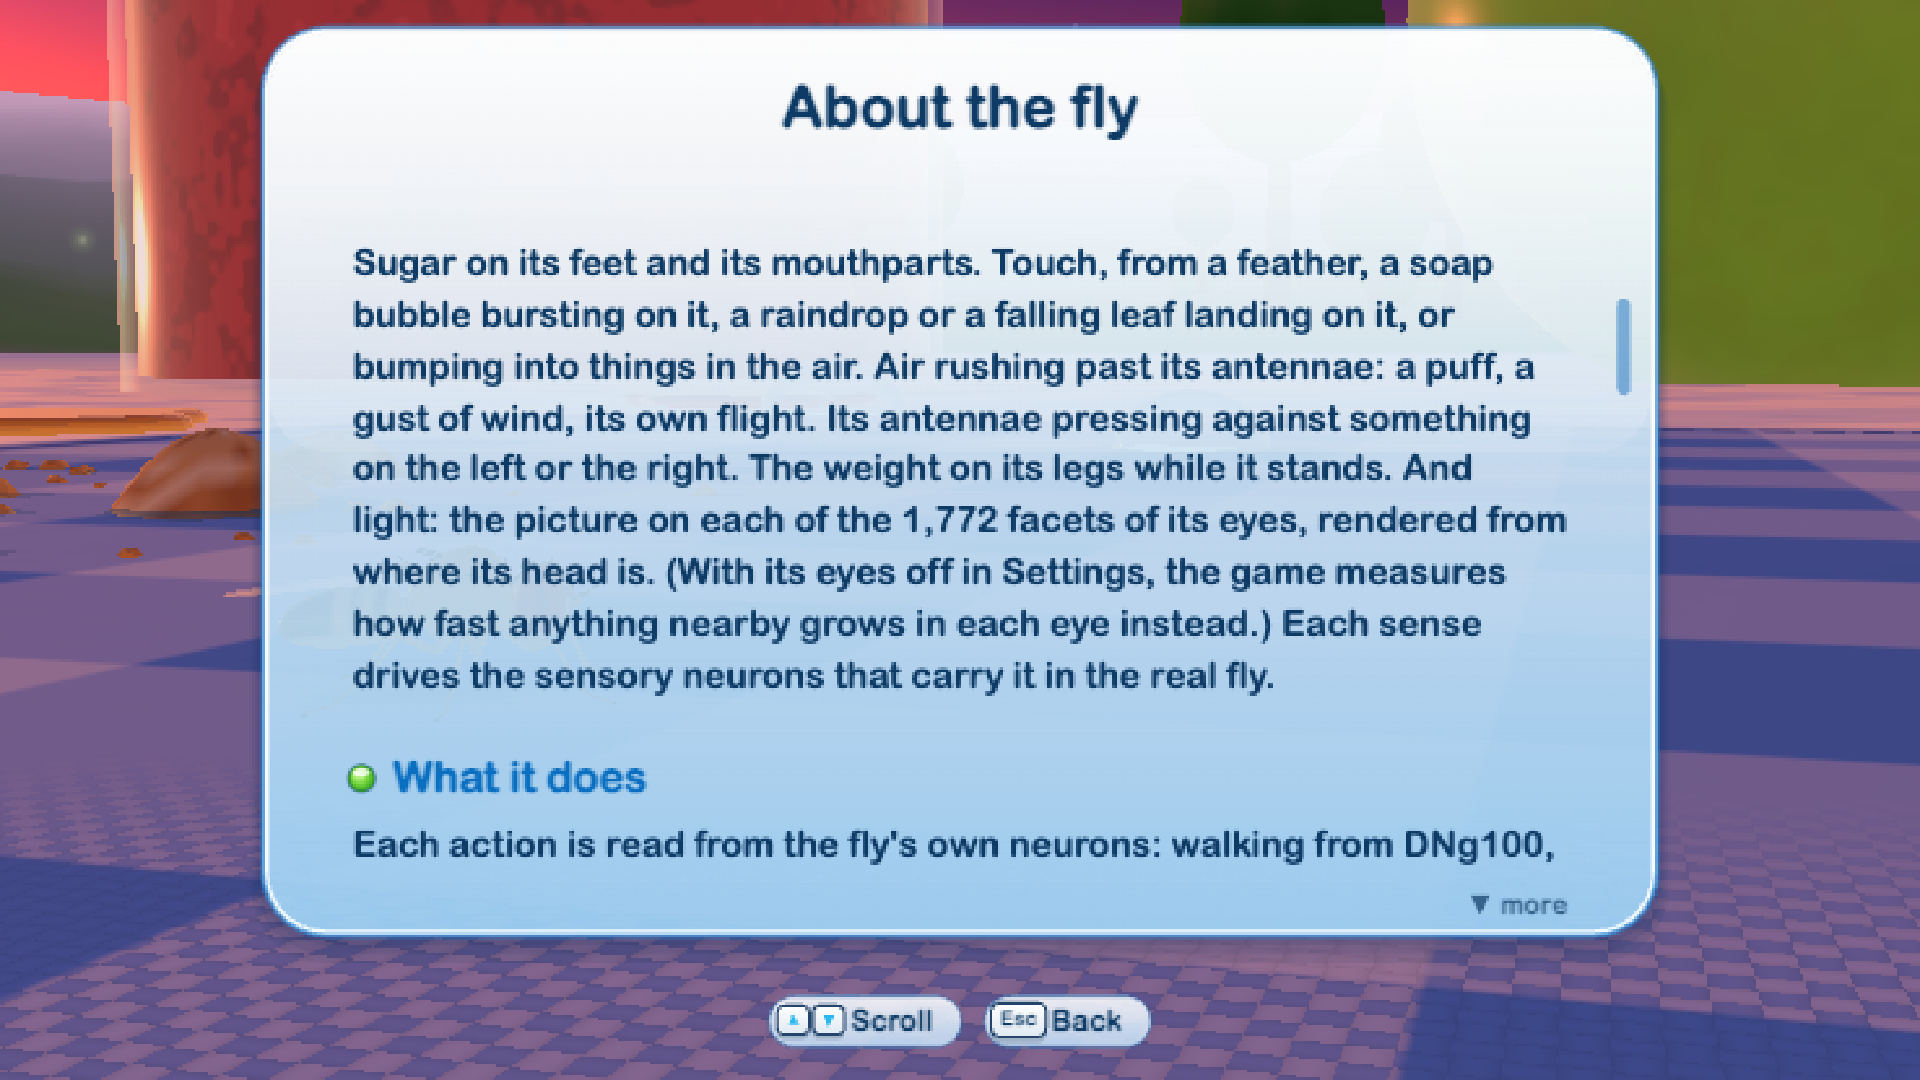 About the fly
Sugar on its feet and its mouthparts. Touch, from a feather, a soap
bubble bursting on it, a raindrop or a falling leaf landing on it, or
bumping into things in the air. Air rushing past its antennae: a puff, a
gust of wind, its own flight. Its antennae pressing against something
on the left or the right. The weight on its legs while it stands. And
light: the picture on each of the 1,772 facets of its eyes, rendered from
where its head is. (With its eyes off in Settings, the game measures
how fast anything nearby grows in each eye instead.) Each sense
drives the sensory neurons that carry it in the real fly.
What it does
Each action is read from the fly's own neurons: walking from DNg100,
▼ more
▲ ▼ Scroll Esc Back